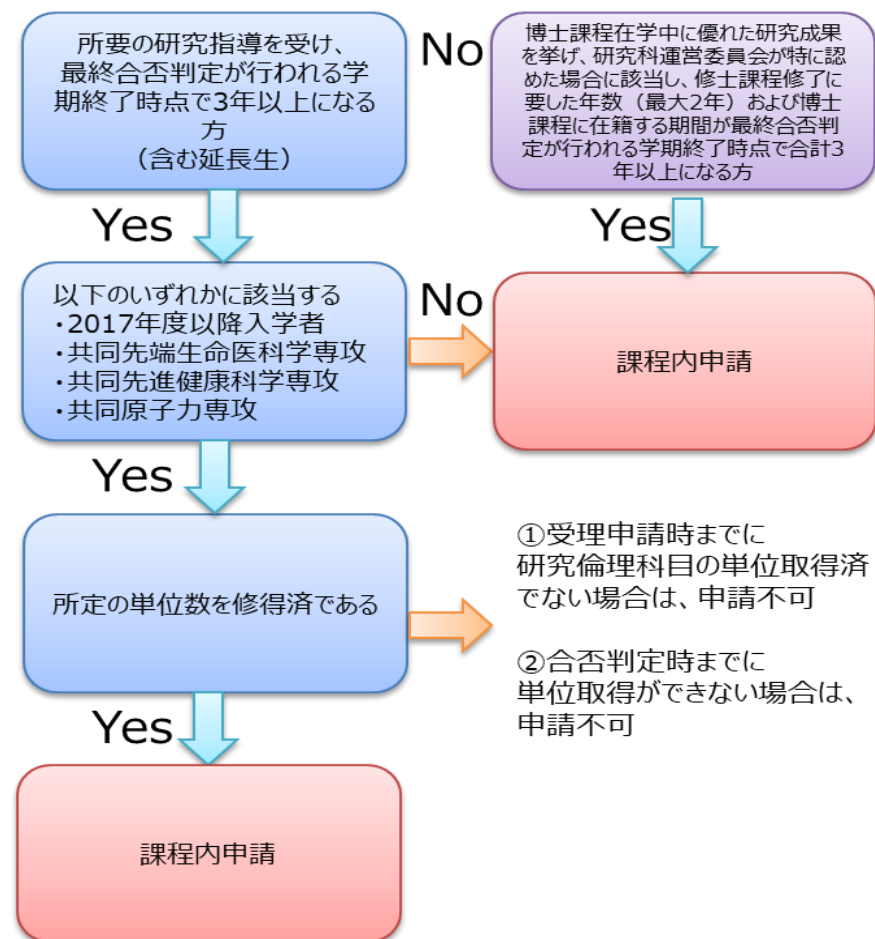 所要の研究指導を受け、
最終合否判定が行われる学
期終了時点で3年以上になる
方
（含む延長生）
No
博士課程在学中に優れた研究成果
を挙げ、研究科運営委員会が特に認
めた場合に該当し、修士課程修了に
要した年数（最大2年）および博士
課程に在籍する期間が最終合否判
定が行われる学期終了時点で合計3
年以上になる方
Yes
Yes
以下のいずれかに該当する
・2017年度以降入学者
・共同先端生命医科学専攻
・共同先進健康科学専攻
・共同原子力専攻
No
課程内申請
Yes
所定の単位数を修得済である
①受理申請時までに
研究倫理科目の単位取得済
でない場合は、申請不可
②合否判定時までに
単位取得ができない場合は、
申請不可
Yes
課程内申請